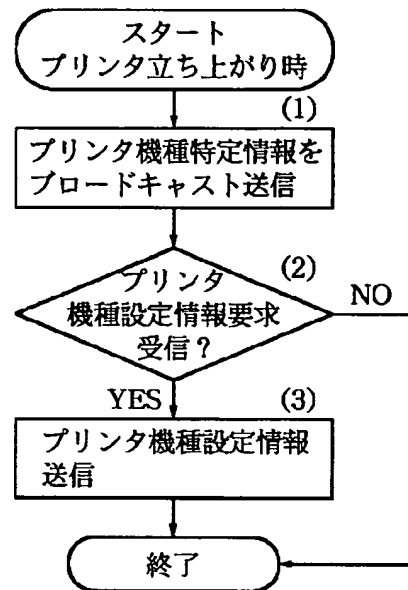 スタート
プリンタ立ち上がり時
(1)
プリンタ機種特定情報を
ブロードキャスト送信
(2)
プリンタ
機種設定情報要求
受信？
NO
YES
(3)
プリンタ機種設定情報
送信
終了